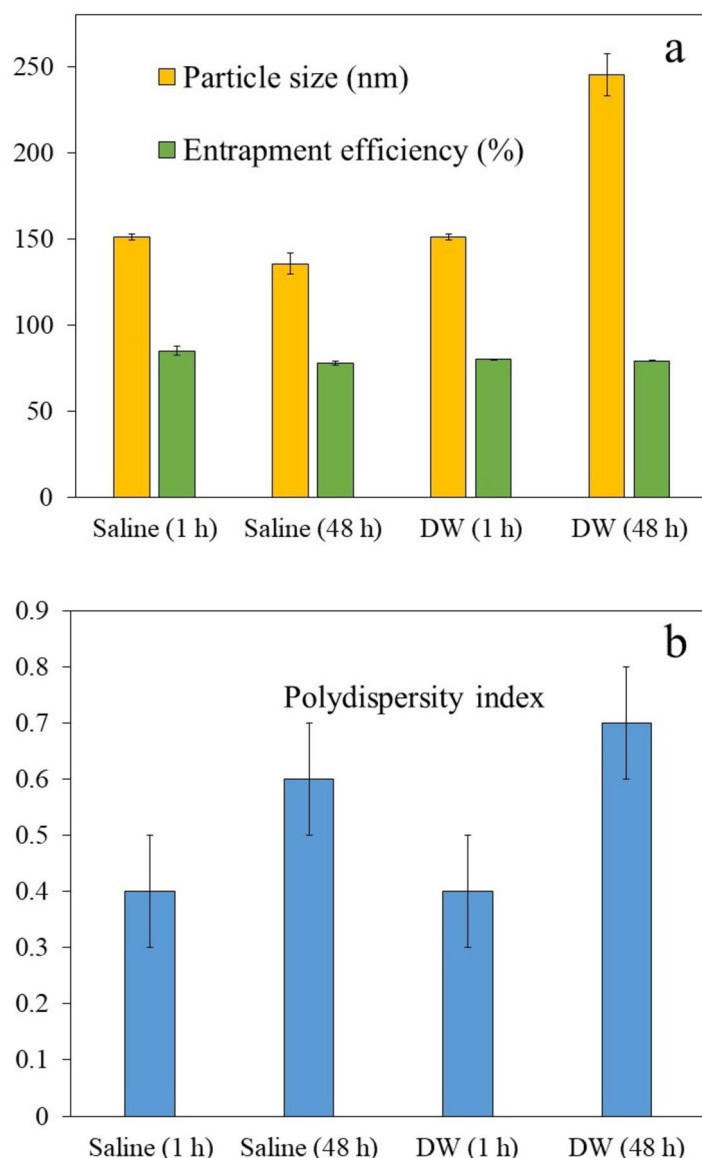 a
250
Particle size (nm)
200
Entrapment efficiency (%)
150
100
50
0
Saline (1 h) Saline (48 h) DW (1 h) DW (48 h)
0.9
b
0.8
Polydispersity index
0.7
0.6
0.5
0.4
0.3
0.2
0.1
0
Saline (1 h) Saline (48 h) DW (1 h) DW (48 h)